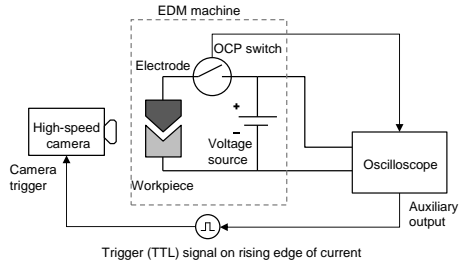 EDM machine
OCP switch
Electrode
High-speed
camera
+
–
Voltage
source
Oscilloscope
Camera
trigger
Workpiece
Auxiliary
output
Trigger (TTL) signal on rising edge of current